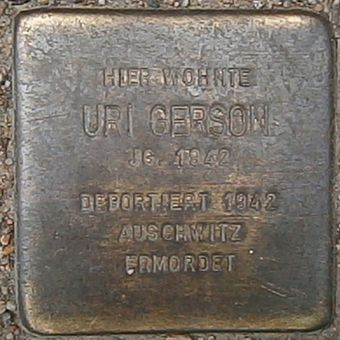 HIER WOHNTE
URI GERSON
JG. 1942
DEPORTIERT 1942
AUSCHWITZ
ERMORDET